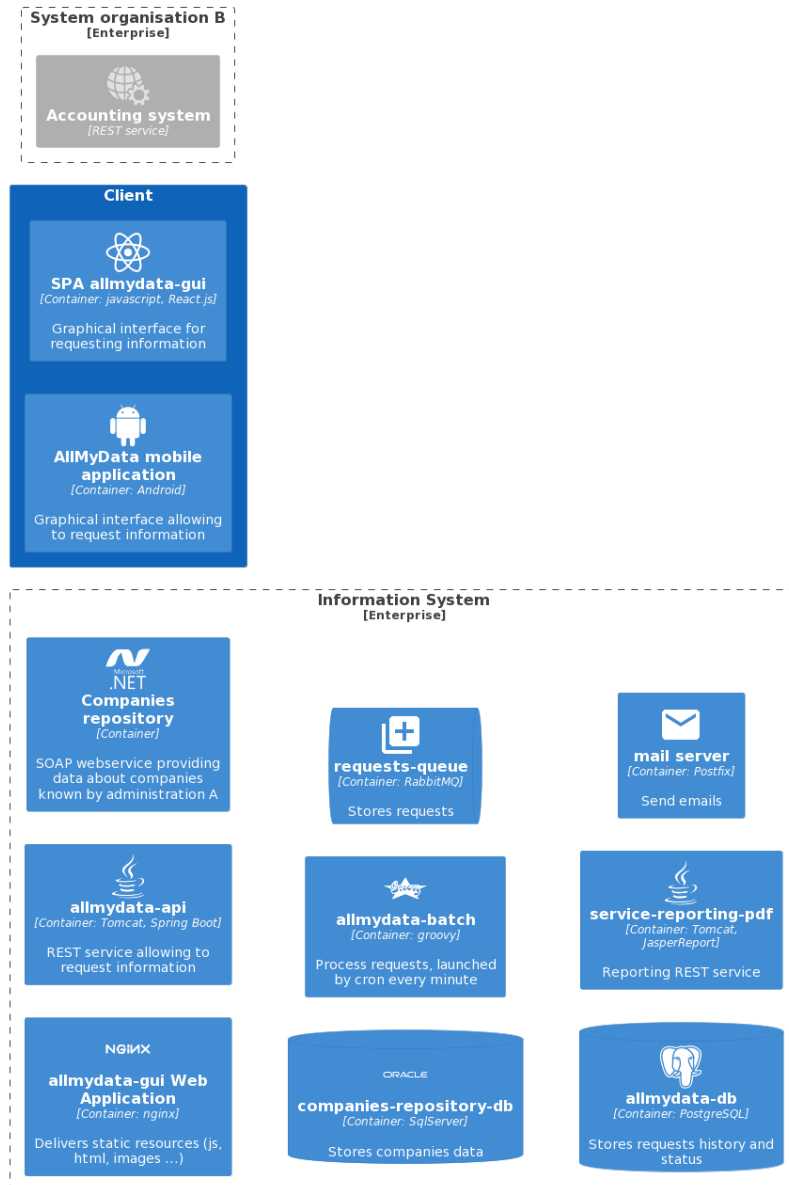 System organisation B
[Enterprise]
Accounting system
[REST service]
Client
SPA allmydata-gui
[Container: javascript, React.js]
Graphical interface for
requesting information
AllMyData mobile
application
[Container: Android]
Graphical interface allowing
to request information
Information System
[Enterprise]
Microsoft
.NET
Companies
repository
[Container]
SOAP webservice providing
data about companies
known by administration A
requests-queue
[Container: RabbitMQ]
Stores requests
mail server
[Container: Postfix]
Send emails
allmydata-api
[Container: Tomcat, Spring Boot]
REST service allowing to
request information
Groovy
allmydata-batch
[Container: groovy]
Process requests, launched
by cron every minute
service-reporting-pdf
[Container: Tomcat,
JasperReport]
Reporting REST service
NGINX
allmydata-gui Web
Application
[Container: nginx]
Delivers static resources (js,
html, images …)
ORACLE
companies-repository-db
[Container: SqlServer]
Stores companies data
allmydata-db
[Container: PostgreSQL]
Stores requests history and
status